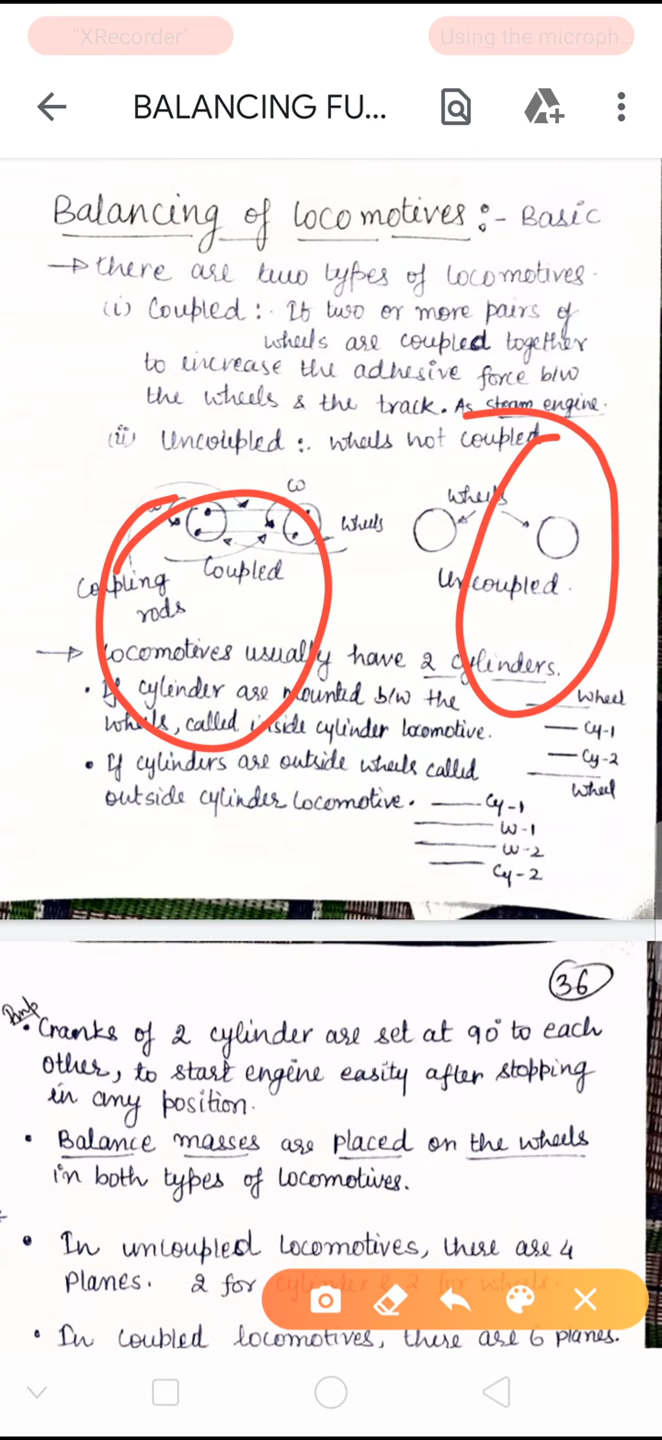 "XRecorder"
Using the microph...
BALANCING FU...
Balancing of locomotives :- Basic
→ there are two types of locomotives.
(i) Coupled :. If two or more pairs of
wheels are coupled together
to increase the adhesive force b/w
the wheels & the track. As steam engine.
(ii) Uncoupled :. wheels not coupled
ω
Wheels
Wheels
Coupled
Uncoupled.
Coupling
rods
→ Locomotives usually have 2 cylinders.
• If cylinder are mounted b/w the
wheels, called inside cylinder locomotive.
Wheel
Cy-1
Cy-2
Wheel
• If cylinders are outside wheels called
outside cylinder locomotive.
Cy-1
W-1
W-2
Cy-2
36
• Cranks of 2 cylinder are set at 90° to each
other, to start engine easity after stopping
in any position.
• Balance masses are placed on the wheels
in both types of locomotives.
• In uncoupled locomotives, there are 4
planes. 2 for cylinder & 2 for wheels.
• In coupled locomotives, there are 6 planes.